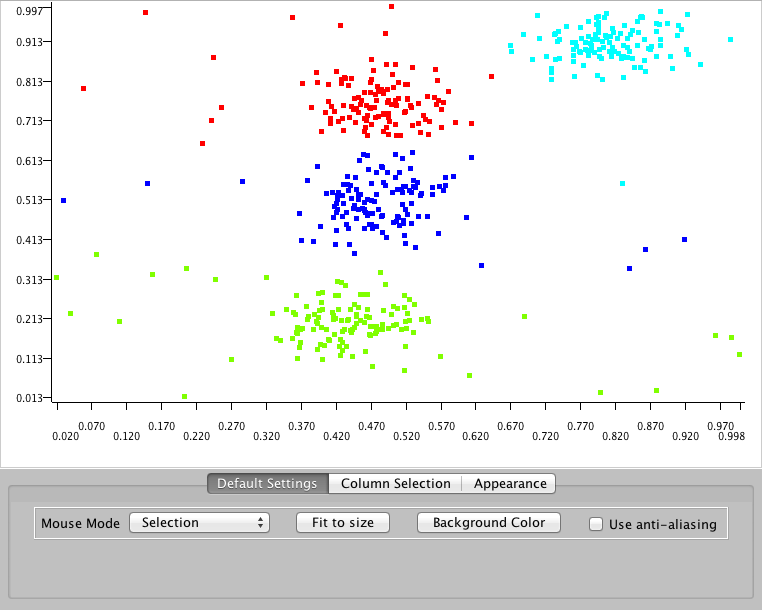 0.997
0.913
0.813
0.713
0.613
0.513
0.413
0.313
0.213
0.113
0.013
0.070 0.170 0.270 0.370 0.470 0.570 0.670 0.770 0.870 0.970
0.020 0.120 0.220 0.320 0.420 0.520 0.620 0.720 0.820 0.920 0.998
Default Settings Column Selection Appearance
Mouse Mode Selection Fit to size Background Color Use anti-aliasing